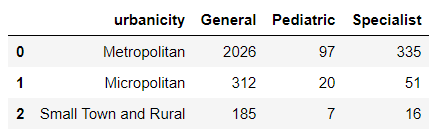 urbanicity General Pediatric Specialist
0 Metropolitan 2026 97 335
1 Micropolitan 312 20 51
2 Small Town and Rural 185 7 16